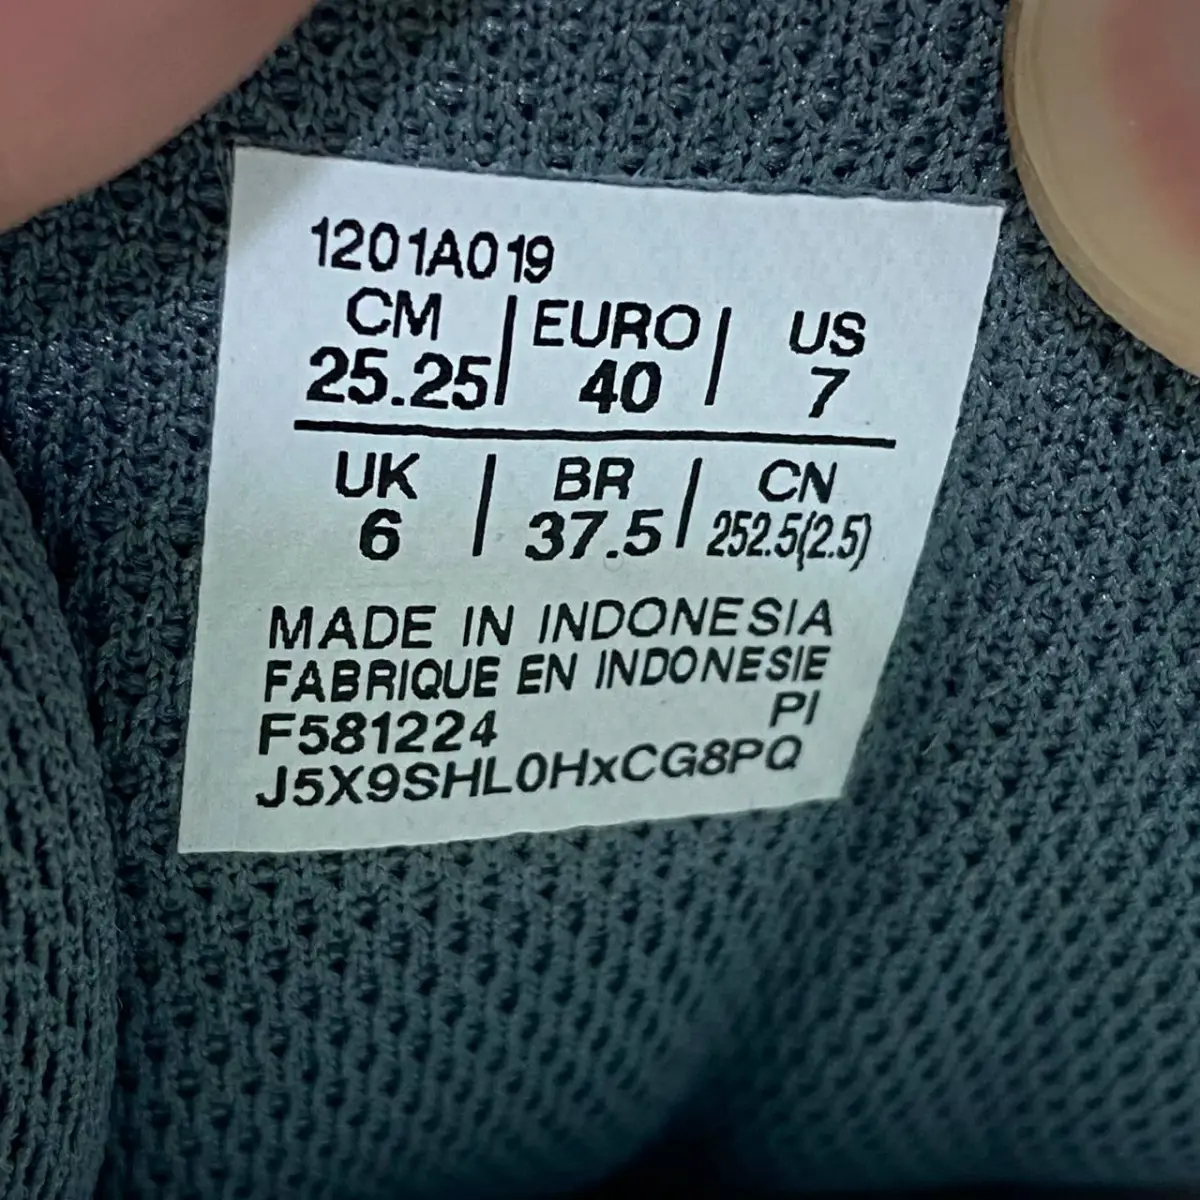 1201A019
CM | EURO | US
25.25 | 40 | 7
UK | BR | CN
6 | 37.5 | 252.5(2.5)
MADE IN INDONESIA
FABRIQUE EN INDONESIE
F581224 PI
J5X9SHL0HxCG8PQ